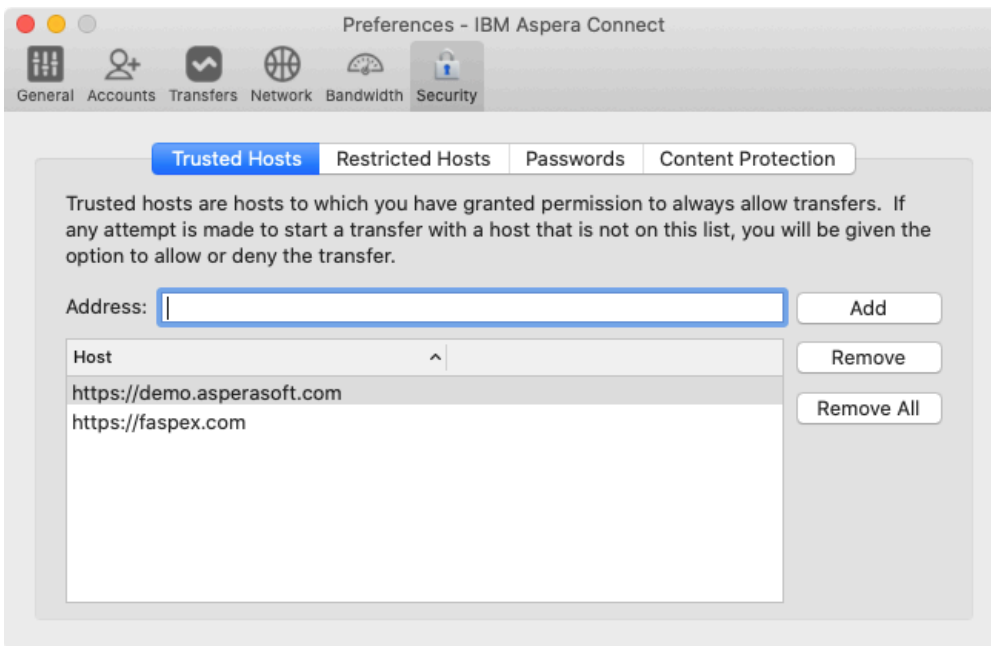 Preferences - IBM Aspera Connect
General Accounts Transfers Network Bandwidth Security
Trusted Hosts Restricted Hosts Passwords Content Protection
Trusted hosts are hosts to which you have granted permission to always allow transfers.  If
any attempt is made to start a transfer with a host that is not on this list, you will be given the
option to allow or deny the transfer.
Address: Add
Host Remove
https://demo.asperasoft.com
Remove All
https://faspex.com